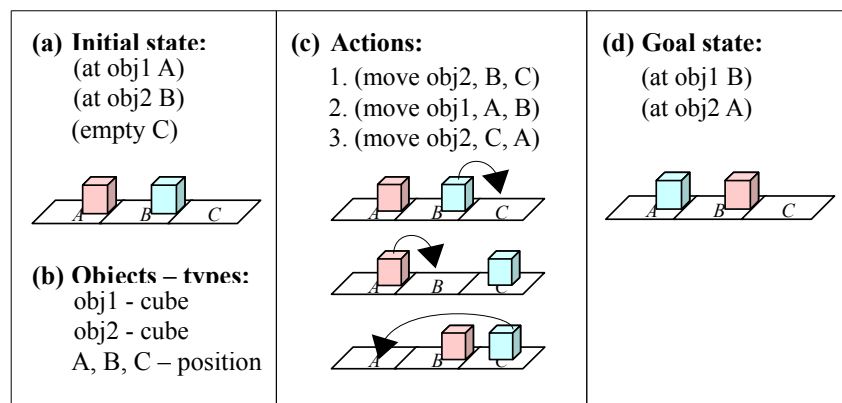 (a) Initial state:
(at obj1 A)
(at obj2 B)
(empty C)
A B C
(b) Objects – types:
obj1 - cube
obj2 - cube
A, B, C – position
(c) Actions:
1. (move obj2, B, C)
2. (move obj1, A, B)
3. (move obj2, C, A)
A B C
A B C
A B C
(d) Goal state:
(at obj1 B)
(at obj2 A)
A B C